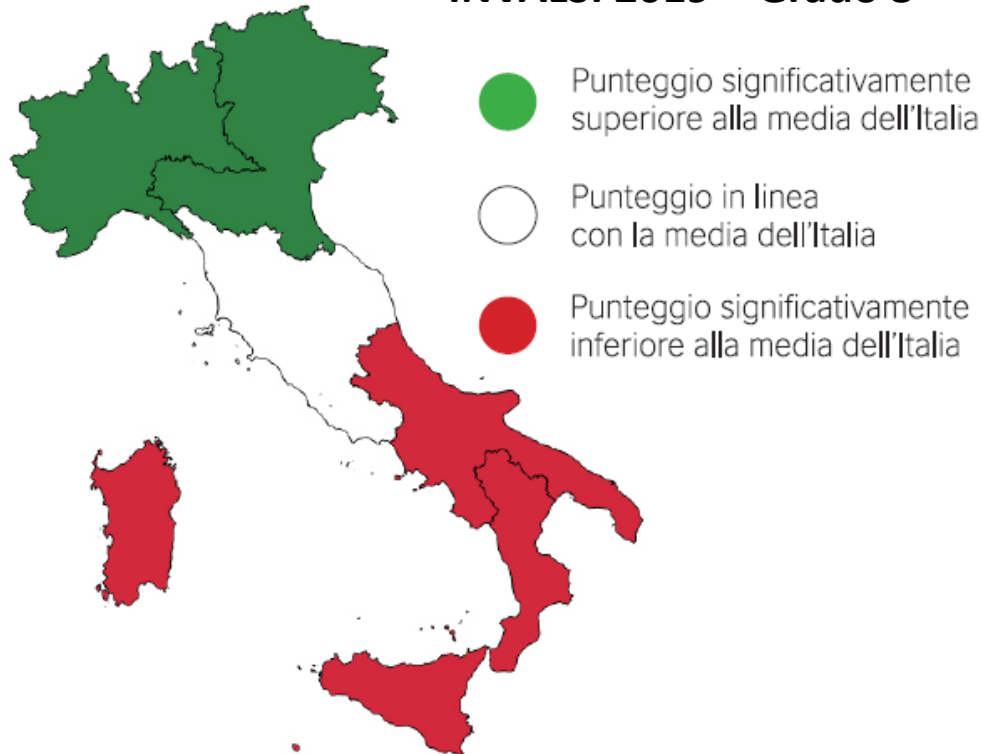 Punteggio significativamente
superiore alla media dell'Italia
Punteggio in linea
con la media dell'Italia
Punteggio significativamente
inferiore alla media dell'Italia